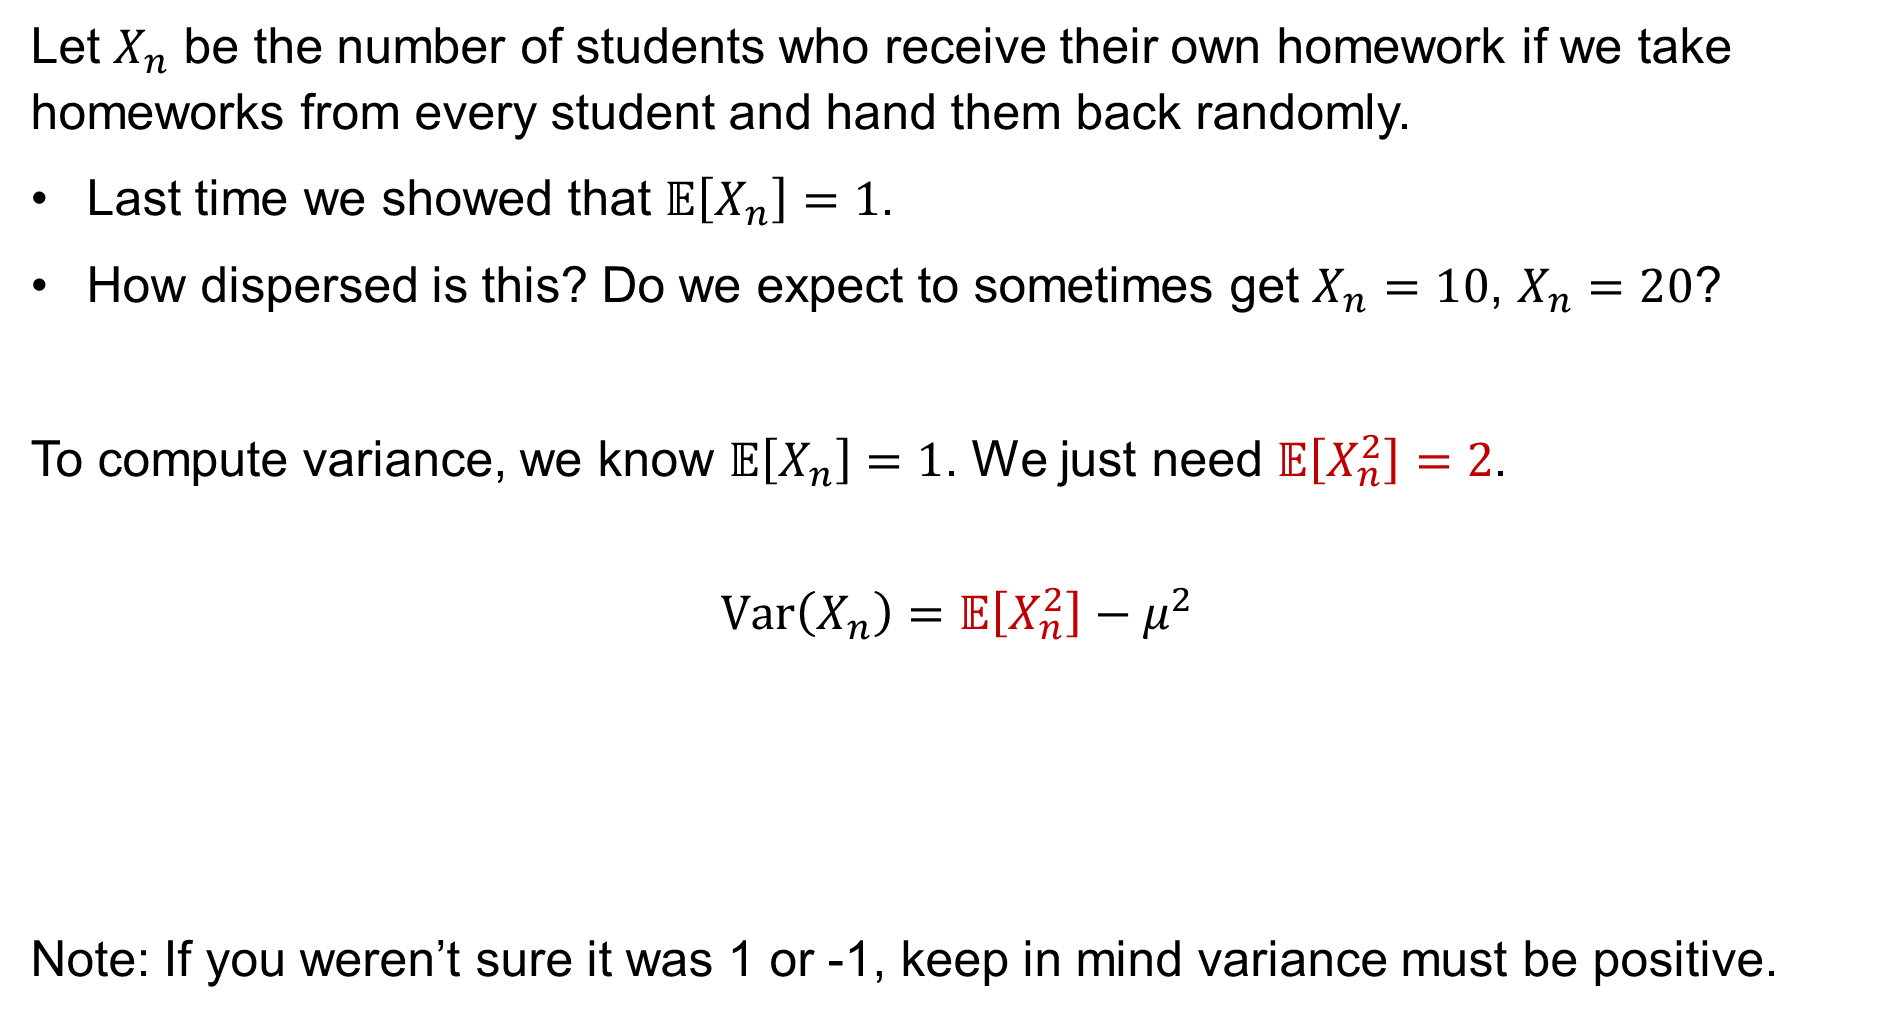 Let 𝑋ₙ be the number of students who receive their own homework if we take
homeworks from every student and hand them back randomly.
• Last time we showed that 𝔼[𝑋ₙ] = 1.
• How dispersed is this? Do we expect to sometimes get 𝑋ₙ = 10, 𝑋ₙ = 20?
To compute variance, we know 𝔼[𝑋ₙ] = 1. We just need 𝔼[𝑋ₙ²] = 2.
Var(𝑋ₙ) = 𝔼[𝑋ₙ²] − 𝜇²
Note: If you weren’t sure it was 1 or -1, keep in mind variance must be positive.